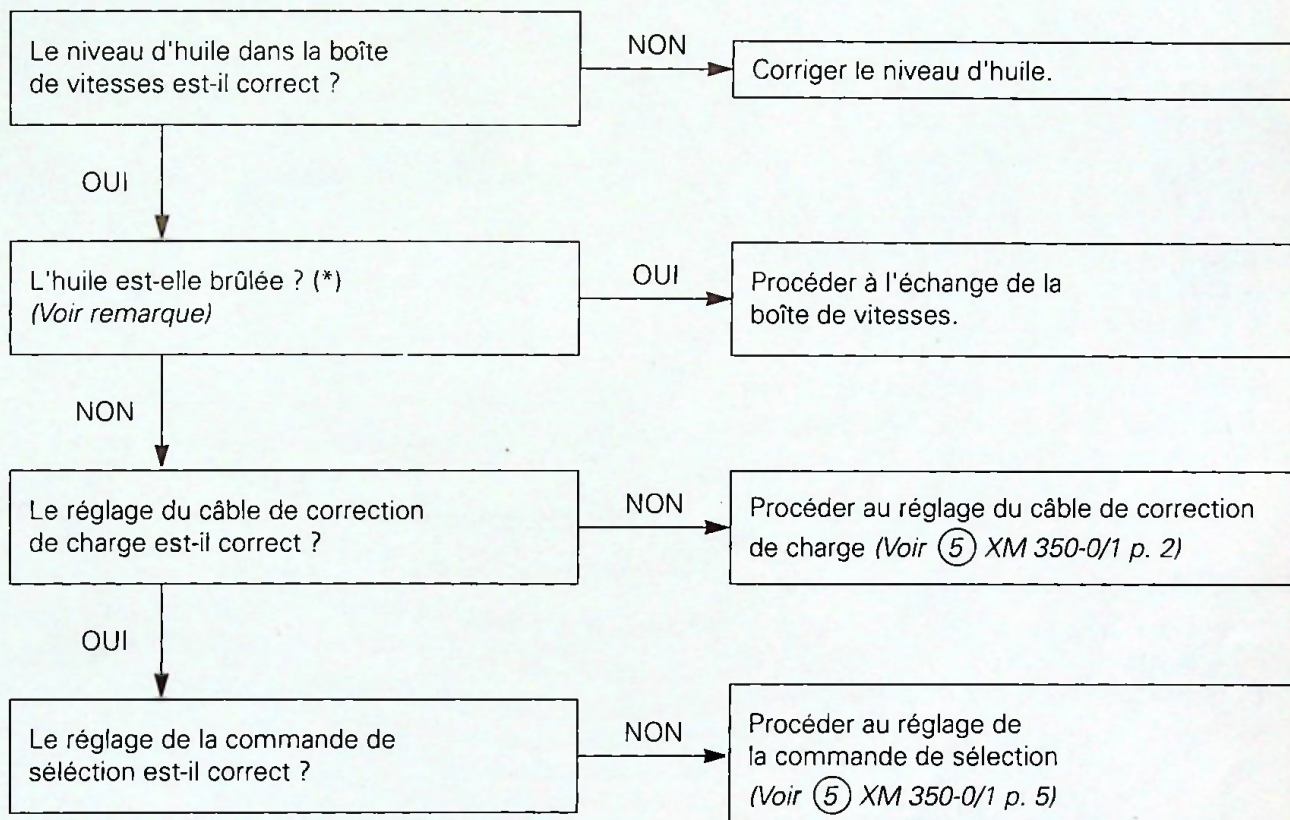 Le niveau d'huile dans la boîte
de vitesses est-il correct ?
NON
Corriger le niveau d'huile.
OUI
L'huile est-elle brûlée ? (*)
(Voir remarque)
OUI
Procéder à l'échange de la
boîte de vitesses.
NON
Le réglage du câble de correction
de charge est-il correct ?
NON
Procéder au réglage du câble de correction
de charge (Voir ⑤ XM 350-0/1 p. 2)
OUI
Le réglage de la commande de
séléction est-il correct ?
NON
Procéder au réglage de
la commande de sélection
(Voir ⑤ XM 350-0/1 p. 5)